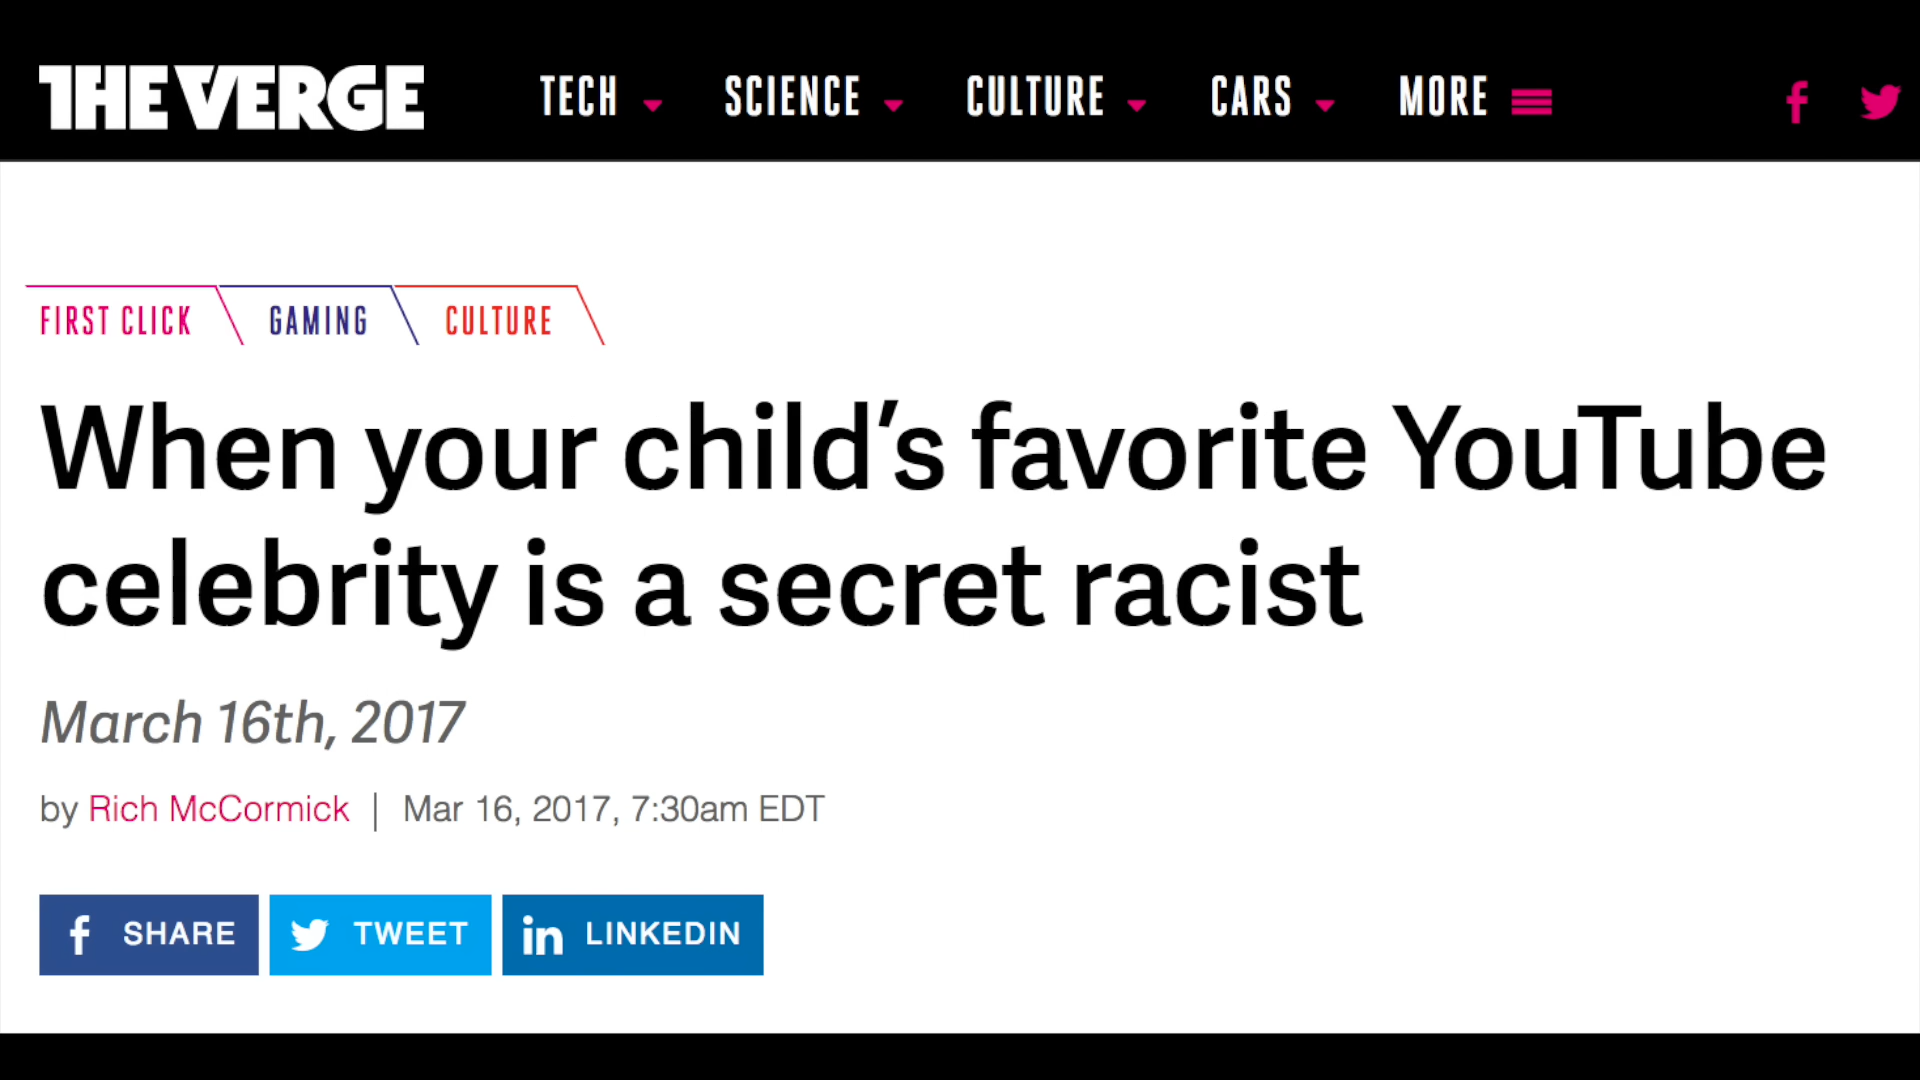 THE VERGE TECH SCIENCE CULTURE CARS MORE
FIRST CLICK GAMING CULTURE
When your child’s favorite YouTube
celebrity is a secret racist
March 16th, 2017
by Rich McCormick | Mar 16, 2017, 7:30am EDT
SHARE TWEET LINKEDIN